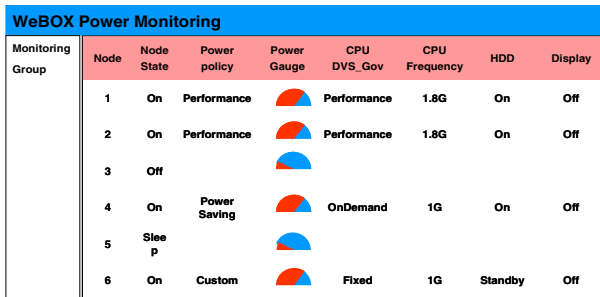 WeBOX Power Monitoring
Monitoring
Group
Node
Node
State
Power
policy
Power
Gauge
CPU
DVS_Gov
CPU
Frequency
HDD
Display
1 On Performance Performance 1.8G On Off
2 On Performance Performance 1.8G On Off
3 Off
4 On Power
Saving OnDemand 1G On Off
5 Slee
p
6 On Custom Fixed 1G Standby Off